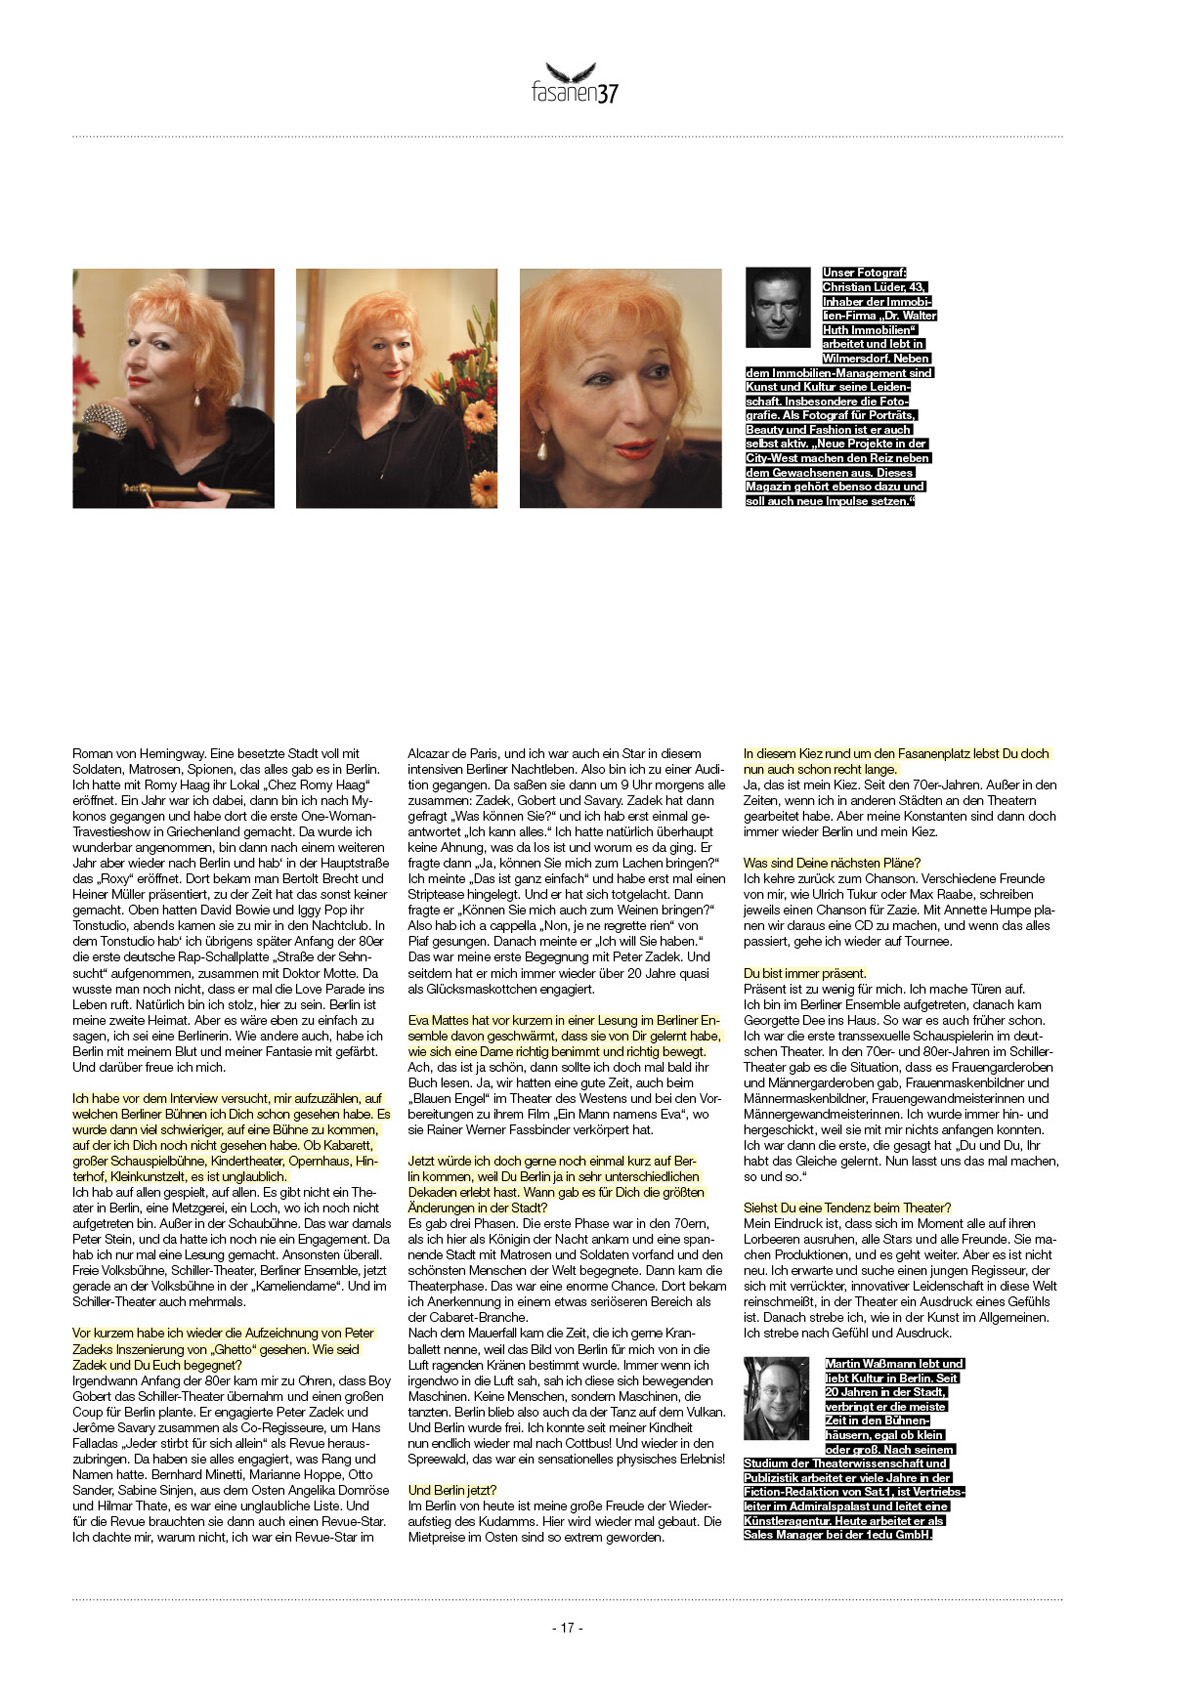 fasanen37
Unser Fotograf:
Christian Lüder, 43,
Inhaber der Immobi-
lien-Firma „Dr. Walter
Huth Immobilien“
arbeitet und lebt in
Wilmersdorf. Neben
dem Immobilien-Management sind
Kunst und Kultur seine Leiden-
schaft. Insbesondere die Foto-
grafie. Als Fotograf für Porträts,
Beauty und Fashion ist er auch
selbst aktiv. „Neue Projekte in der
City-West machen den Reiz neben
dem Gewachsenen aus. Dieses
Magazin gehört ebenso dazu und
soll auch neue Impulse setzen.“
Roman von Hemingway. Eine besetzte Stadt voll mit
Soldaten, Matrosen, Spionen, das alles gab es in Berlin.
Ich hatte mit Romy Haag ihr Lokal „Chez Romy Haag“
eröffnet. Ein Jahr war ich dabei, dann bin ich nach My-
konos gegangen und habe dort die erste One-Woman-
Travestieshow in Griechenland gemacht. Da wurde ich
wunderbar angenommen, bin dann nach einem weiteren
Jahr aber wieder nach Berlin und hab‘ in der Hauptstraße
das „Roxy“ eröffnet. Dort bekam man Bertolt Brecht und
Heiner Müller präsentiert, zu der Zeit hat das sonst keiner
gemacht. Oben hatten David Bowie und Iggy Pop ihr
Tonstudio, abends kamen sie zu mir in den Nachtclub. In
dem Tonstudio hab‘ ich übrigens später Anfang der 80er
die erste deutsche Rap-Schallplatte „Straße der Sehn-
sucht“ aufgenommen, zusammen mit Doktor Motte. Da
wusste man noch nicht, dass er mal die Love Parade ins
Leben ruft. Natürlich bin ich stolz, hier zu sein. Berlin ist
meine zweite Heimat. Aber es wäre eben zu einfach zu
sagen, ich sei eine Berlinerin. Wie andere auch, habe ich
Berlin mit meinem Blut und meiner Fantasie mit gefärbt.
Und darüber freue ich mich.
Ich habe vor dem Interview versucht, mir aufzuzählen, auf
welchen Berliner Bühnen ich Dich schon gesehen habe. Es
wurde dann viel schwieriger, auf eine Bühne zu kommen,
auf der ich Dich noch nicht gesehen habe. Ob Kabarett,
großer Schauspielbühne, Kindertheater, Opernhaus, Hin-
terhof, Kleinkunstzelt, es ist unglaublich.
Ich hab auf allen gespielt, auf allen. Es gibt nicht ein The-
ater in Berlin, eine Metzgerei, ein Loch, wo ich noch nicht
aufgetreten bin. Außer in der Schaubühne. Das war damals
Peter Stein, und da hatte ich noch nie ein Engagement. Da
hab ich nur mal eine Lesung gemacht. Ansonsten überall.
Freie Volksbühne, Schiller-Theater, Berliner Ensemble, jetzt
gerade an der Volksbühne in der „Kameliendame“. Und im
Schiller-Theater auch mehrmals.
Vor kurzem habe ich wieder die Aufzeichnung von Peter
Zadeks Inszenierung von „Ghetto“ gesehen. Wie seid
Zadek und Du Euch begegnet?
Irgendwann Anfang der 80er kam mir zu Ohren, dass Boy
Gobert das Schiller-Theater übernahm und einen großen
Coup für Berlin plante. Er engagierte Peter Zadek und
Jerôme Savary zusammen als Co-Regisseure, um Hans
Falladas „Jeder stirbt für sich allein“ als Revue heraus-
zubringen. Da haben sie alles engagiert, was Rang und
Namen hatte. Bernhard Minetti, Marianne Hoppe, Otto
Sander, Sabine Sinjen, aus dem Osten Angelika Domröse
und Hilmar Thate, es war eine unglaubliche Liste. Und
für die Revue brauchten sie dann auch einen Revue-Star.
Ich dachte mir, warum nicht, ich war ein Revue-Star im
Alcazar de Paris, und ich war auch ein Star in diesem
intensiven Berliner Nachtleben. Also bin ich zu einer Audi-
tion gegangen. Da saßen sie dann um 9 Uhr morgens alle
zusammen: Zadek, Gobert und Savary. Zadek hat dann
gefragt „Was können Sie?“ und ich hab erst einmal ge-
antwortet „Ich kann alles.“ Ich hatte natürlich überhaupt
keine Ahnung, was da los ist und worum es da ging. Er
fragte dann „Ja, können Sie mich zum Lachen bringen?“
Ich meinte „Das ist ganz einfach“ und habe erst mal einen
Striptease hingelegt. Und er hat sich totgelacht. Dann
fragte er „Können Sie mich auch zum Weinen bringen?“
Also hab ich a cappella „Non, je ne regrette rien“ von
Piaf gesungen. Danach meinte er „Ich will Sie haben.“
Das war meine erste Begegnung mit Peter Zadek. Und
seitdem hat er mich immer wieder über 20 Jahre quasi
als Glücksmaskottchen engagiert.
Eva Mattes hat vor kurzem in einer Lesung im Berliner En-
semble davon geschwärmt, dass sie von Dir gelernt habe,
wie sich eine Dame richtig benimmt und richtig bewegt.
Ach, das ist ja schön, dann sollte ich doch mal bald ihr
Buch lesen. Ja, wir hatten eine gute Zeit, auch beim
„Blauen Engel“ im Theater des Westens und bei den Vor-
bereitungen zu ihrem Film „Ein Mann namens Eva“, wo
sie Rainer Werner Fassbinder verkörpert hat.
Jetzt würde ich doch gerne noch einmal kurz auf Ber-
lin kommen, weil Du Berlin ja in sehr unterschiedlichen
Dekaden erlebt hast. Wann gab es für Dich die größten
Änderungen in der Stadt?
Es gab drei Phasen. Die erste Phase war in den 70ern,
als ich hier als Königin der Nacht ankam und eine span-
nende Stadt mit Matrosen und Soldaten vorfand und den
schönsten Menschen der Welt begegnete. Dann kam die
Theaterphase. Das war eine enorme Chance. Dort bekam
ich Anerkennung in einem etwas seriöseren Bereich als
der Cabaret-Branche.
Nach dem Mauerfall kam die Zeit, die ich gerne Kran-
ballett nenne, weil das Bild von Berlin für mich von in die
Luft ragenden Kränen bestimmt wurde. Immer wenn ich
irgendwo in die Luft sah, sah ich diese sich bewegenden
Maschinen. Keine Menschen, sondern Maschinen, die
tanzten. Berlin blieb also auch da der Tanz auf dem Vulkan.
Und Berlin wurde frei. Ich konnte seit meiner Kindheit
nun endlich wieder mal nach Cottbus! Und wieder in den
Spreewald, das war ein sensationelles physisches Erlebnis!
Und Berlin jetzt?
Im Berlin von heute ist meine große Freude der Wieder-
aufstieg des Kudamms. Hier wird wieder mal gebaut. Die
Mietpreise im Osten sind so extrem geworden.
In diesem Kiez rund um den Fasanenplatz lebst Du doch
nun auch schon recht lange.
Ja, das ist mein Kiez. Seit den 70er-Jahren. Außer in den
Zeiten, wenn ich in anderen Städten an den Theatern
gearbeitet habe. Aber meine Konstanten sind dann doch
immer wieder Berlin und mein Kiez.
Was sind Deine nächsten Pläne?
Ich kehre zurück zum Chanson. Verschiedene Freunde
von mir, wie Ulrich Tukur oder Max Raabe, schreiben
jeweils einen Chanson für Zazie. Mit Annette Humpe pla-
nen wir daraus eine CD zu machen, und wenn das alles
passiert, gehe ich wieder auf Tournee.
Du bist immer präsent.
Präsent ist zu wenig für mich. Ich mache Türen auf.
Ich bin im Berliner Ensemble aufgetreten, danach kam
Georgette Dee ins Haus. So war es auch früher schon.
Ich war die erste transsexuelle Schauspielerin im deut-
schen Theater. In den 70er- und 80er-Jahren im Schiller-
Theater gab es die Situation, dass es Frauengarderoben
und Männergarderoben gab, Frauenmaskenbildner und
Männermaskenbildner, Frauengewandmeisterinnen und
Männergewandmeisterinnen. Ich wurde immer hin- und
hergeschickt, weil sie mit mir nichts anfangen konnten.
Ich war dann die erste, die gesagt hat „Du und Du, Ihr
habt das Gleiche gelernt. Nun lasst uns das mal machen,
so und so.“
Siehst Du eine Tendenz beim Theater?
Mein Eindruck ist, dass sich im Moment alle auf ihren
Lorbeeren ausruhen, alle Stars und alle Freunde. Sie ma-
chen Produktionen, und es geht weiter. Aber es ist nicht
neu. Ich erwarte und suche einen jungen Regisseur, der
sich mit verrückter, innovativer Leidenschaft in diese Welt
reinschmeißt, in der Theater ein Ausdruck eines Gefühls
ist. Danach strebe ich, wie in der Kunst im Allgemeinen.
Ich strebe nach Gefühl und Ausdruck.
Martin Waßmann lebt und
liebt Kultur in Berlin. Seit
20 Jahren in der Stadt,
verbringt er die meiste
Zeit in den Bühnen-
häusern, egal ob klein
oder groß. Nach seinem
Studium der Theaterwissenschaft und
Publizistik arbeitet er viele Jahre in der
Fiction-Redaktion von Sat.1, ist Vertriebs-
leiter im Admiralspalast und leitet eine
Künstleragentur. Heute arbeitet er als
Sales Manager bei der 1edu GmbH.
- 17 -